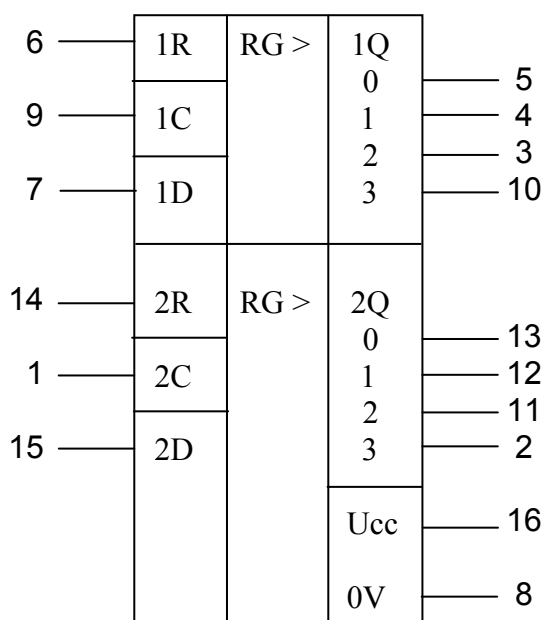 6 1R RG > 1Q
0 5
9 1C 1 4
2 3
7 1D 3 10
14 2R RG > 2Q
0 13
1 2C 1 12
2 11
15 2D 3 2
Ucc 16
0V 8